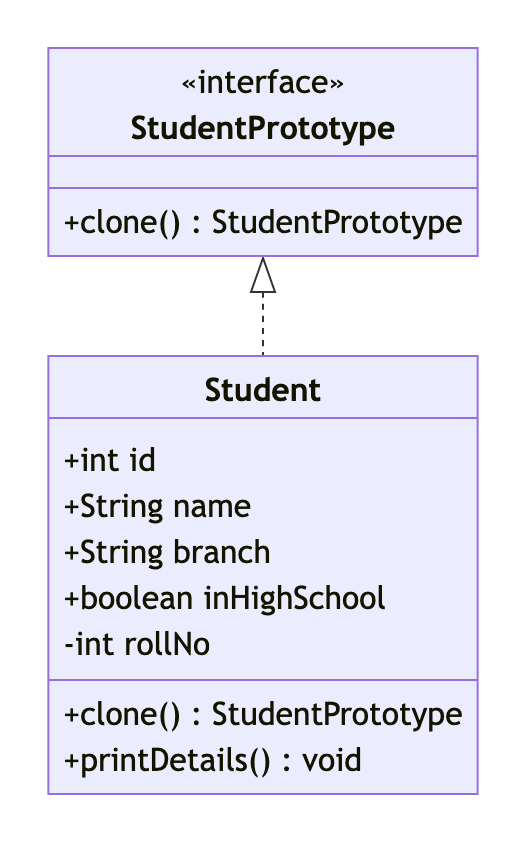 «interface»
StudentPrototype
+clone() : StudentPrototype
Student
+int id
+String name
+String branch
+boolean inHighSchool
-int rollNo
+clone() : StudentPrototype
+printDetails() : void